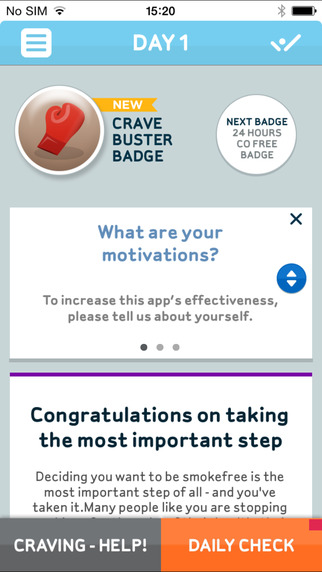 No SIM 15:20
DAY 1
NEW
CRAVE
BUSTER
BADGE
NEXT BADGE
24 HOURS
CO FREE
BADGE
What are your
motivations?
To increase this app's effectiveness,
please tell us about yourself.
Congratulations on taking
the most important step
Deciding you want to be smokefree is the
most important step of all - and you've
taken it.Many people like you are stopping
CRAVING - HELP!
DAILY CHECK